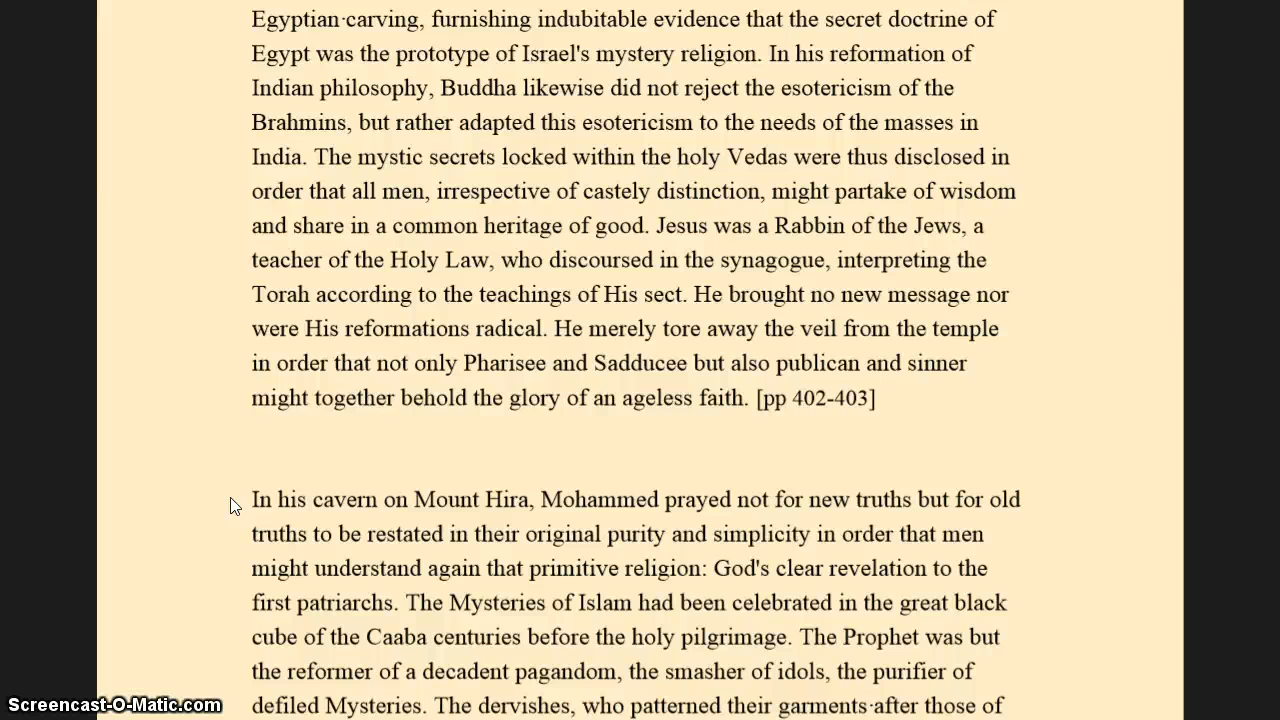 Egyptian·carving, furnishing indubitable evidence that the secret doctrine of
Egypt was the prototype of Israel's mystery religion. In his reformation of
Indian philosophy, Buddha likewise did not reject the esotericism of the
Brahmins, but rather adapted this esotericism to the needs of the masses in
India. The mystic secrets locked within the holy Vedas were thus disclosed in
order that all men, irrespective of castely distinction, might partake of wisdom
and share in a common heritage of good. Jesus was a Rabbin of the Jews, a
teacher of the Holy Law, who discoursed in the synagogue, interpreting the
Torah according to the teachings of His sect. He brought no new message nor
were His reformations radical. He merely tore away the veil from the temple
in order that not only Pharisee and Sadducee but also publican and sinner
might together behold the glory of an ageless faith. [pp 402-403]
In his cavern on Mount Hira, Mohammed prayed not for new truths but for old
truths to be restated in their original purity and simplicity in order that men
might understand again that primitive religion: God's clear revelation to the
first patriarchs. The Mysteries of Islam had been celebrated in the great black
cube of the Caaba centuries before the holy pilgrimage. The Prophet was but
the reformer of a decadent pagandom, the smasher of idols, the purifier of
defiled Mysteries. The dervishes, who patterned their garments·after those of
Screencast-O-Matic.com